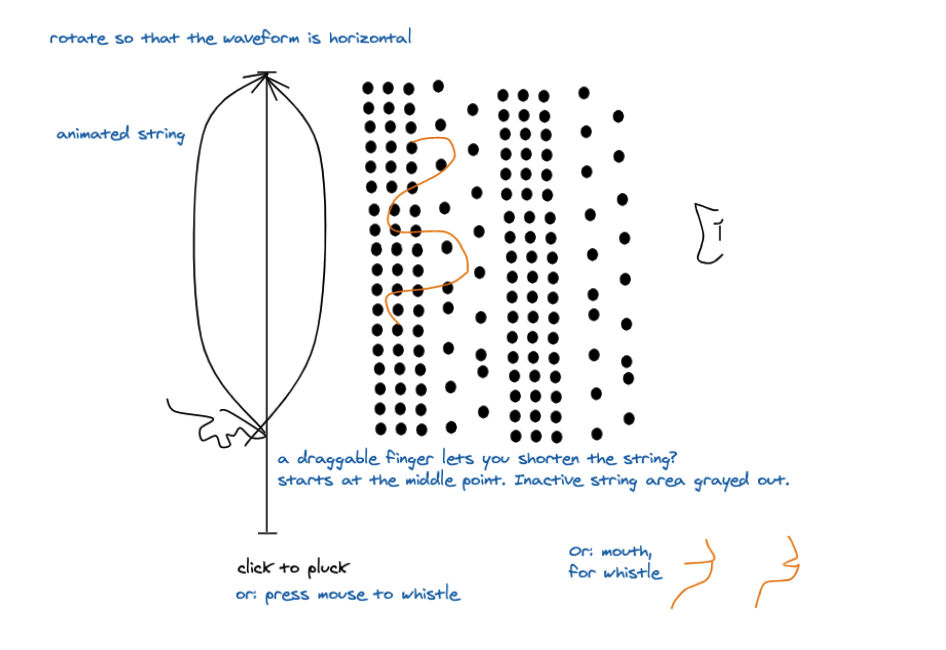 rotate so that the waveform is horizontal
animated string
a draggable finger lets you shorten the string?
starts at the middle point. Inactive string area grayed out.
click to pluck
or: press mouse to whistle
Or: mouth,
for whistle